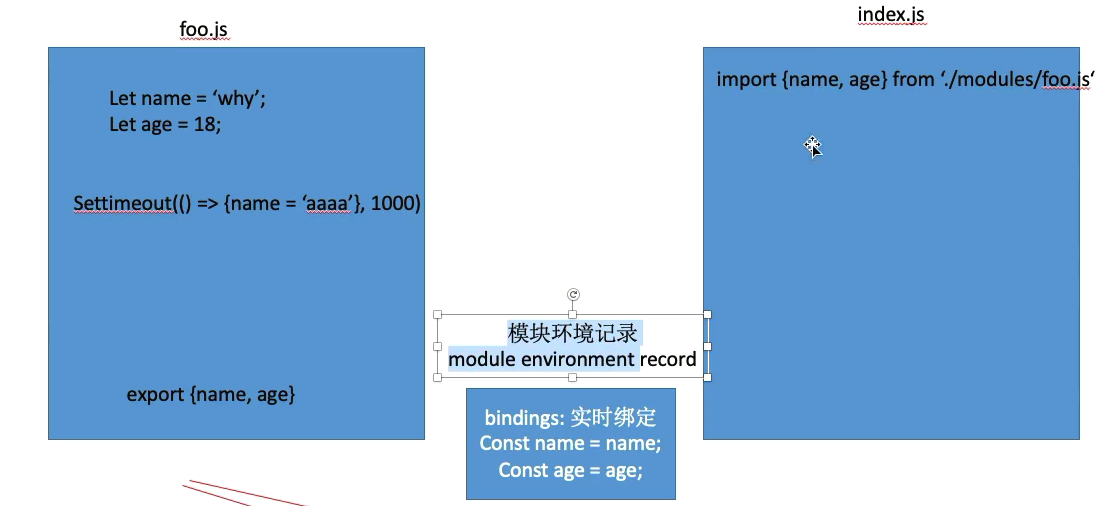 foo.js
Let name = ‘why’;
Let age = 18;
Settimeout(() => {name = ‘aaaa’}, 1000)
export {name, age}
模块环境记录
module environment record
bindings: 实时绑定
Const name = name;
Const age = age;
index.js
import {name, age} from ‘./modules/foo.js‘